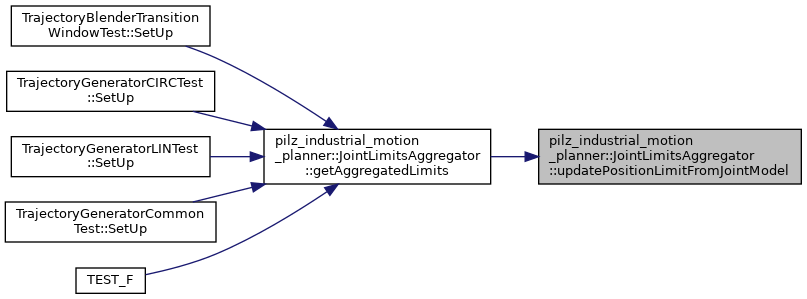 TrajectoryBlenderTransition
WindowTest::SetUp
TrajectoryGeneratorCIRCTest
::SetUp
TrajectoryGeneratorLINTest
::SetUp
TrajectoryGeneratorCommon
Test::SetUp
TEST_F
pilz_industrial_motion
_planner::JointLimitsAggregator
::getAggregatedLimits
pilz_industrial_motion
_planner::JointLimitsAggregator
::updatePositionLimitFromJointModel